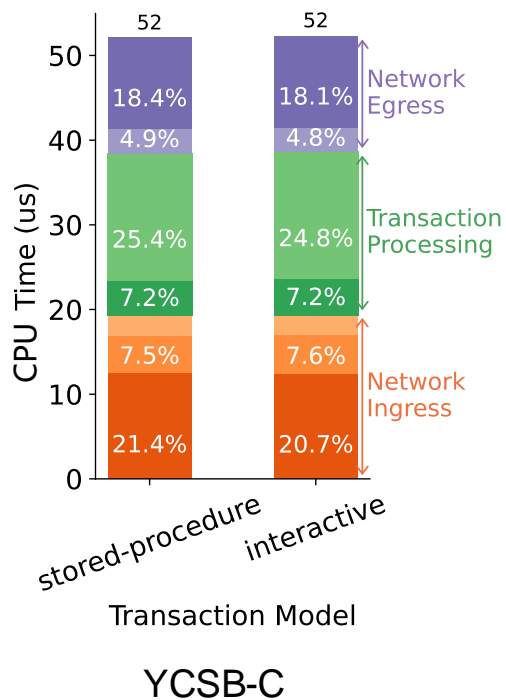 52
52
50
40
30
20
10
0
CPU Time (us)
18.4%
4.9%
25.4%
7.2%
7.5%
21.4%
18.1%
4.8%
24.8%
7.2%
7.6%
20.7%
Network
Egress
Transaction
Processing
Network
Ingress
stored-procedure
interactive
Transaction Model
YCSB-C